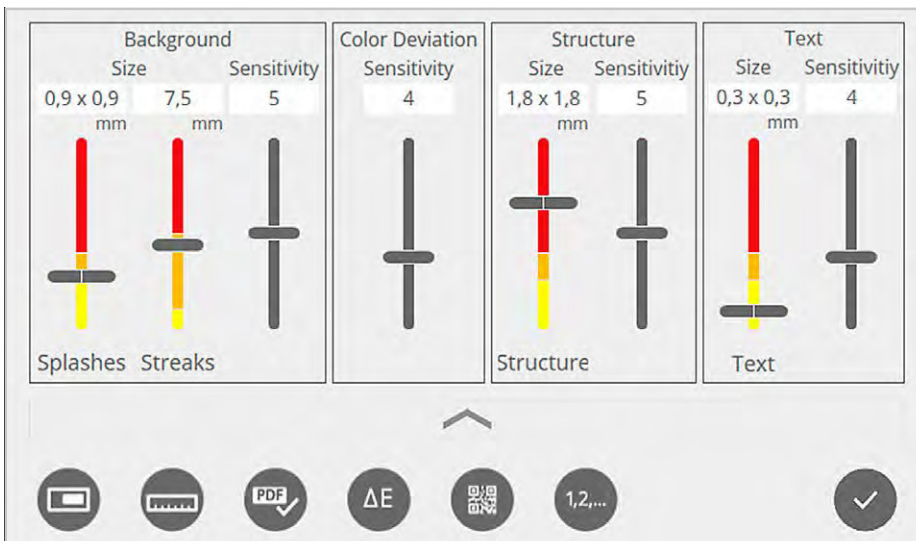 Background
Size Sensitivity
0,9 x 0,9 7,5 5
mm mm
Splashes Streaks
Color Deviation
Sensitivity
4
Structure
Size Sensitivity
1,8 x 1,8 5
mm
Structure
Text
Size Sensitivitiy
0,3 x 0,3 4
mm
Text
PDF
ΔE
1,2,...